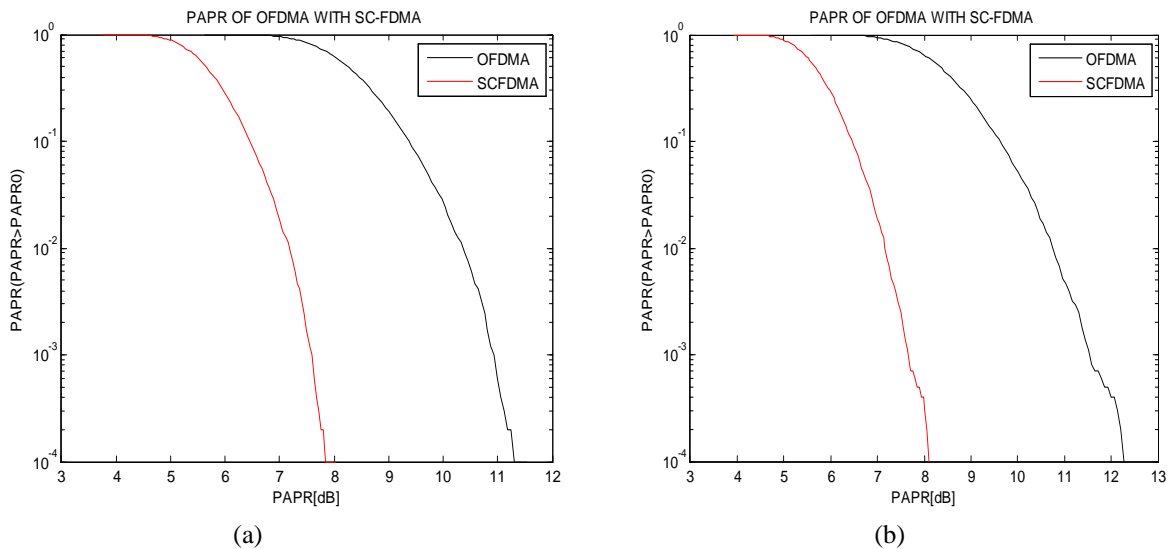 PAPR OF OFDMA WITH SC-FDMA
OFDMA
SCFDMA
PAPR(PAPR>PAPR0)
10^0
10^-1
10^-2
10^-3
10^-4
3 4 5 6 7 8 9 10 11 12
PAPR[dB]
(a)
PAPR OF OFDMA WITH SC-FDMA
OFDMA
SCFDMA
PAPR(PAPR>PAPR0)
10^0
10^-1
10^-2
10^-3
10^-4
3 4 5 6 7 8 9 10 11 12 13
PAPR[dB]
(b)